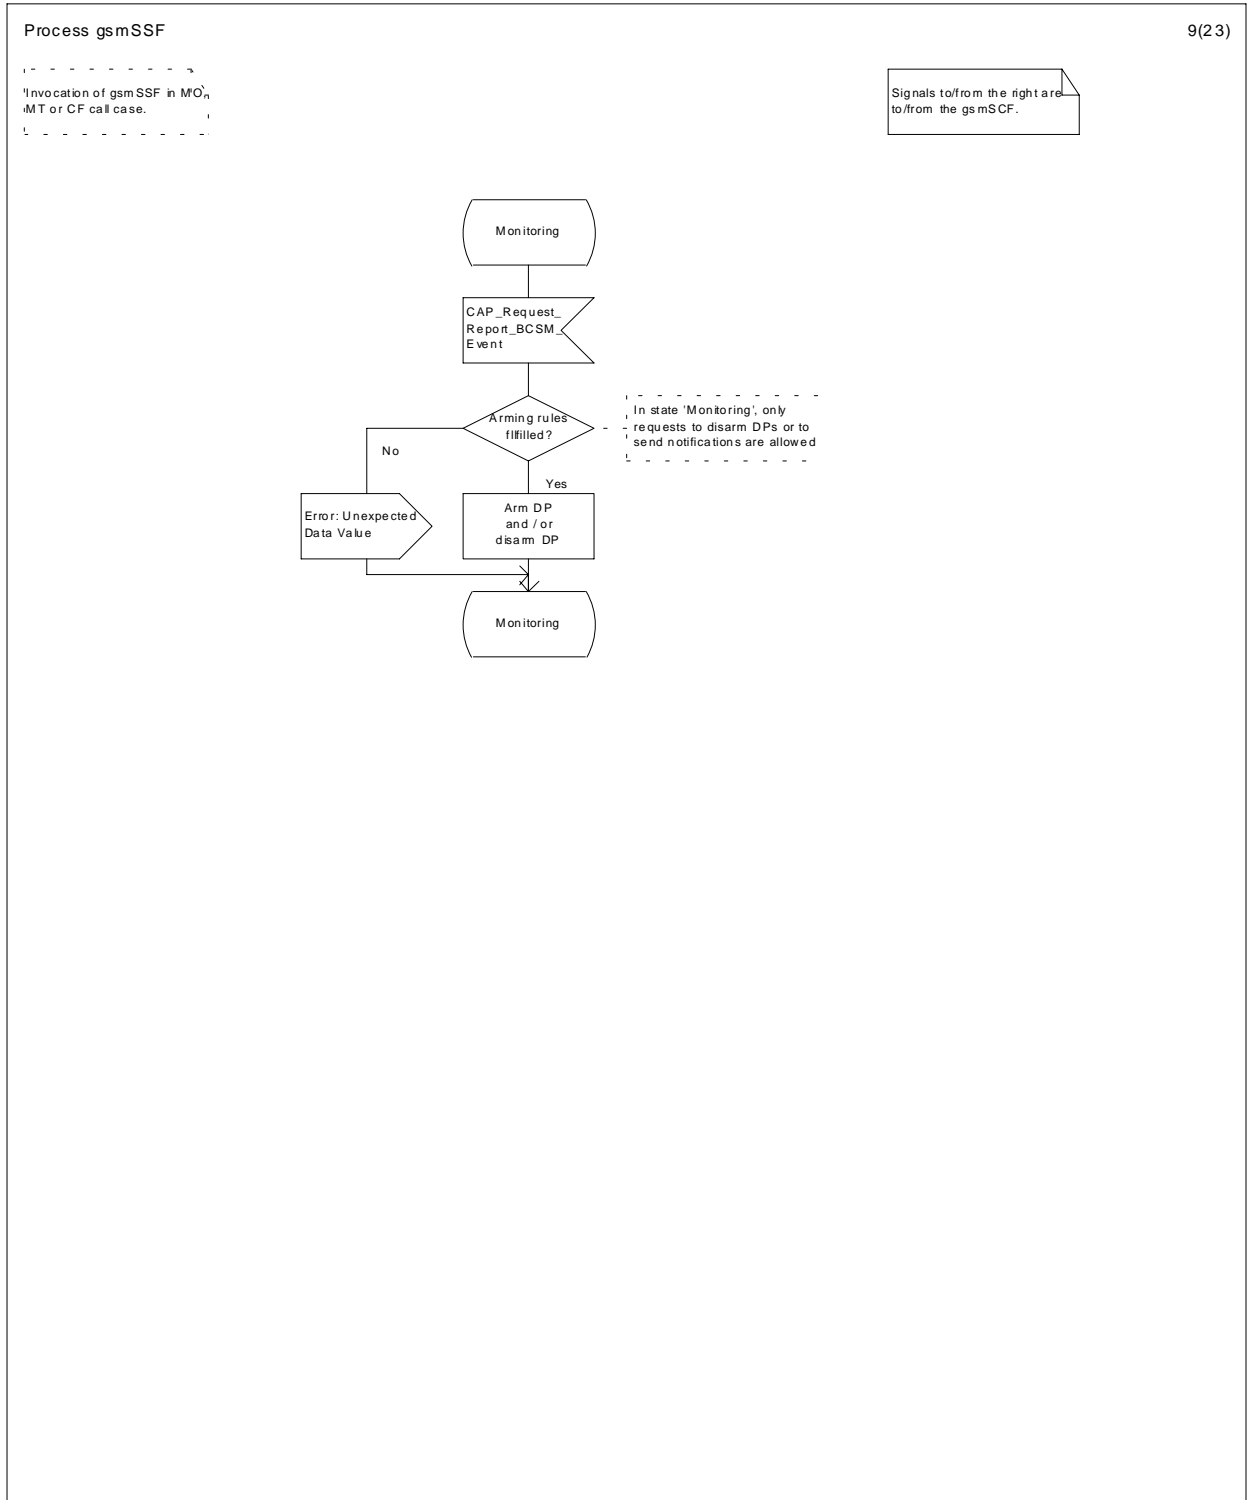 Process gsmSSF
9(23)
Invocation of gsmSSF in MO,
MT or CF call case.
Signals to/from the right are
to/from the gsmSCF.
Monitoring
CAP_Request_
Report_BCSM_
Event
Arming rules
flfilled?
In state 'Monitoring', only
requests to disarm DPs or to
send notifications are allowed
No
Yes
Error: Unexpected
Data Value
Arm DP
and / or
disarm DP
Monitoring